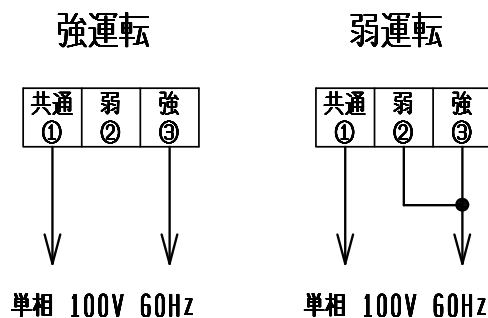 強運転
弱運転
共通 弱 強
① ② ③
共通 弱 強
① ② ③
単相 100V 60Hz
単相 100V 60Hz